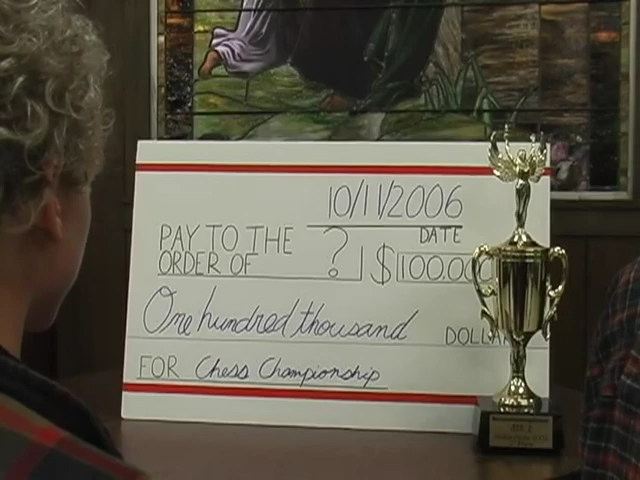 10/11/2006
DATE
PAY TO THE
ORDER OF ? $ 100.00
One hundred thousand DOLLA
FOR Chess Championship